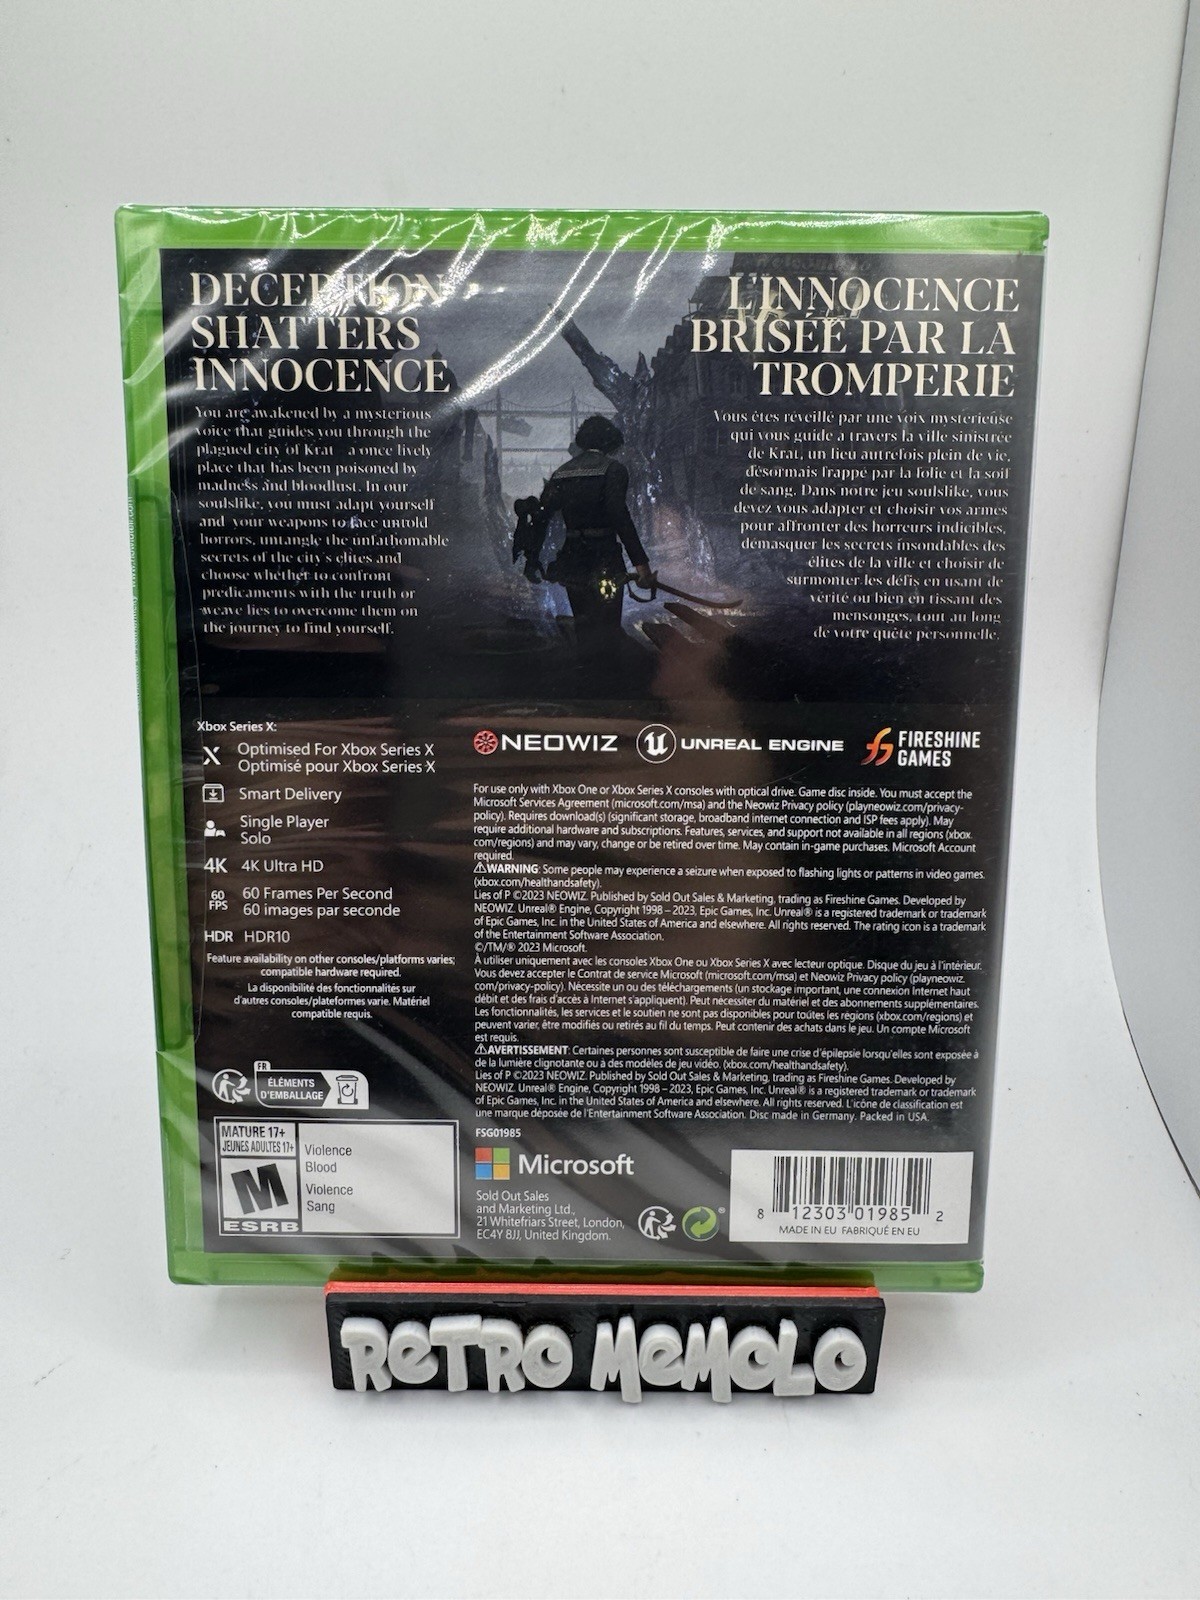 DECEPTION
SHATTERS
INNOCENCE
You are awakened by a mysterious
voice that guides you through the
plagued city of Krat - a once lively
place that has been poisoned by
madness and bloodlust. In our
soulslike, you must adapt yourself
and your weapons to face untold
horrors, untangle the unfathomable
secrets of the city's elites and
choose whether to confront
predicaments with the truth or
weave lies to overcome them on
the journey to find yourself.
L'INNOCENCE
BRISÉE PAR LA
TROMPERIE
Vous êtes réveillé par une voix mystérieuse
qui vous guide a travers la ville sinistrée
de Krat, un lieu autrefois plein de vie,
désormais frappé par la folie et la soif
de sang. Dans notre jeu soulslike, vous
devez vous adapter et choisir vos armes
pour affronter des horreurs indicibles,
démasquer les secrets insondables des
élites de la ville et choisir de
surmonter les défis en usant de
vérité ou bien en tissant des
mensonges, tout au long
de votre quête personnelle.
Xbox Series X:
X Optimised For Xbox Series X
Optimisé pour Xbox Series X
Smart Delivery
Single Player
Solo
4K 4K Ultra HD
60 FPS 60 Frames Per Second
60 images par seconde
HDR HDR10
Feature availability on other consoles/platforms varies;
compatible hardware required.
La disponibilité des fonctionnalités sur
d'autres consoles/plateformes varie. Matériel
compatible requis.
NEOWIZ UNREAL ENGINE FIRESHINE
GAMES
For use only with Xbox One or Xbox Series X consoles with optical drive. Game disc inside. You must accept the
Microsoft Services Agreement (microsoft.com/msa) and the Neowiz Privacy policy (playneowiz.com/privacy-
policy). Requires download(s) (significant storage, broadband internet connection and ISP fees apply). May
require additional hardware and subscriptions. Features, services, and support not available in all regions (xbox.
com/regions) and may vary, change or be retired over time. May contain in-game purchases. Microsoft Account
required.
⚠WARNING: Some people may experience a seizure when exposed to flashing lights or patterns in video games.
(xbox.com/healthandsafety).
Lies of P ©2023 NEOWIZ. Published by Sold Out Sales & Marketing, trading as Fireshine Games. Developed by
NEOWIZ. Unreal® Engine, Copyright 1998 – 2023, Epic Games, Inc. Unreal® is a registered trademark or trademark
of Epic Games, Inc. in the United States of America and elsewhere. All rights reserved. The rating icon is a trademark
of the Entertainment Software Association.
©/TM/® 2023 Microsoft.
À utiliser uniquement avec les consoles Xbox One ou Xbox Series X avec lecteur optique. Disque du jeu à l'intérieur.
Vous devez accepter le Contrat de service Microsoft (microsoft.com/msa) et Neowiz Privacy policy (playneowiz.
com/privacy-policy). Nécessite un ou des téléchargements (un stockage important, une connexion Internet haut
débit et des frais d'accès à Internet s'appliquent). Peut nécessiter du matériel et des abonnements supplémentaires.
Les fonctionnalités, les services et le soutien ne sont pas disponibles pour toutes les régions (xbox.com/regions) et
peuvent varier, être modifiés ou retirés au fil du temps. Peut contenir des achats dans le jeu. Un compte Microsoft
est requis.
⚠AVERTISSEMENT: Certaines personnes sont susceptible de faire une crise d'épilepsie lorsqu'elles sont exposée à
de la lumière clignotante ou à des modèles de jeu vidéo. (xbox.com/healthandsafety).
Lies of P ©2023 NEOWIZ. Published by Sold Out Sales & Marketing, trading as Fireshine Games. Developed by
NEOWIZ. Unreal® Engine, Copyright 1998 – 2023, Epic Games, Inc. Unreal® is a registered trademark or trademark
of Epic Games, Inc. in the United States of America and elsewhere. All rights reserved. L'icône de classification est
une marque déposée de l'Entertainment Software Association. Disc made in Germany. Packed in USA.
FR
ÉLÉMENTS
D'EMBALLAGE
MATURE 17+
JEUNES ADULTES 17+
M
ESRB
Violence
Blood
Violence
Sang
FSG01985
Microsoft
Sold Out Sales
and Marketing Ltd.,
21 Whitefriars Street, London,
EC4Y 8JJ, United Kingdom.
8 12303 01985 2
MADE IN EU FABRIQUÉ EN EU
RETRO MEMOLO